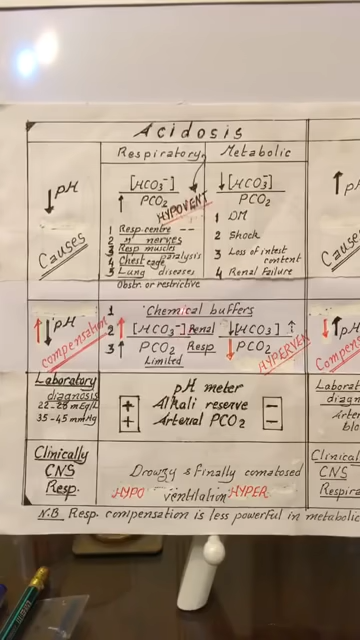 Acidosis
Respiratory Metabolic
↓pH
Causes
[HCO3-]
↑ PCO2
HYPOVENT
1 Resp. centre --
2 n' nerves
3 Resp muscles
4 Chest cage paralysis
5 Lung diseases
Obstr. or restrictive
↓[HCO3-]
PCO2
1 DM
2 Shock
3 Loss of intest content
4 Renal Failure
↑pH
Causes
↑↓pH
compensation
1 Chemical buffers
2 ↑ [HCO3-] Renal ↓[HCO3-] ↑
3 ↑ PCO2 Resp ↓ PCO2
Limited
HYPERVEN
↓↑pH
Compens
Laboratory
diagnosis
22-28 mEq/L
35-45 mmHg
pH meter
+ Alkali reserve −
+ Arterial PCO2 −
Laborat
diagn
Arter
blo
Clinically
CNS
Resp.
Drowzy & finally comatosed
HYPO ventilation HYPER
Clinical
CNS
Respira
N.B. Resp. compensation is less powerful in metabolic